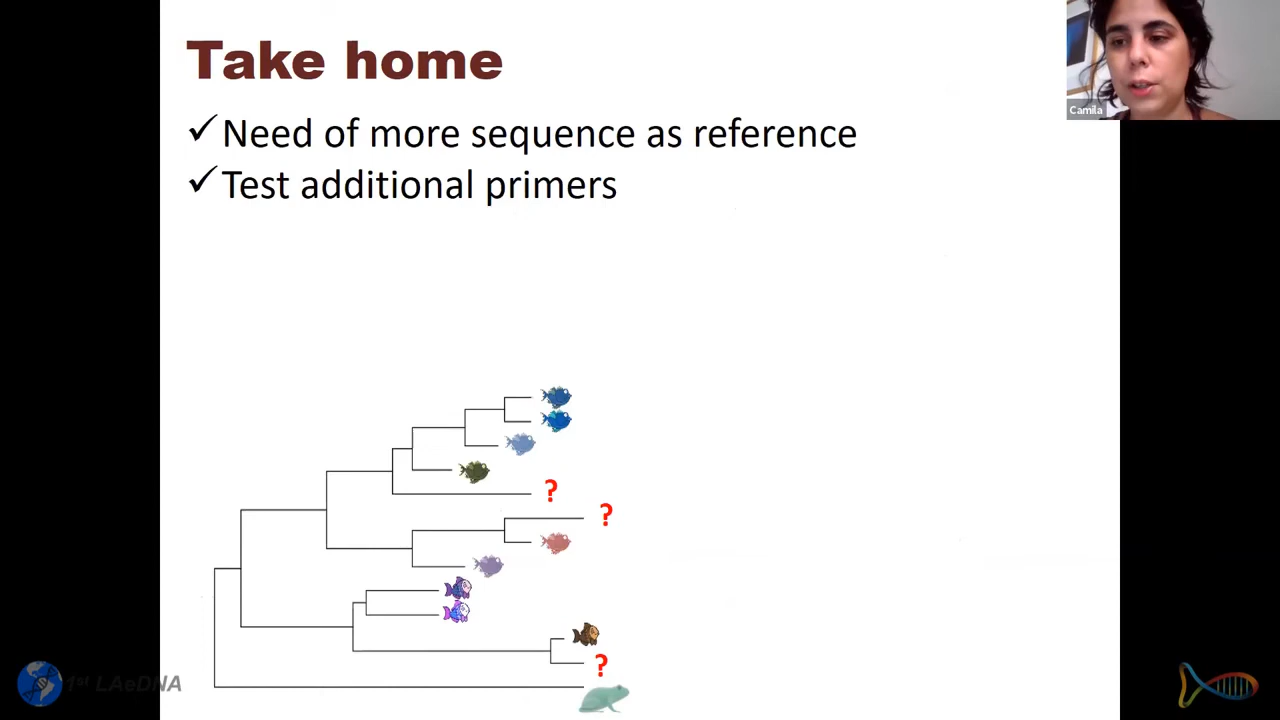 Take home
Camila
✓Need of more sequence as reference
✓Test additional primers
?
?
?
1st LAeDNA